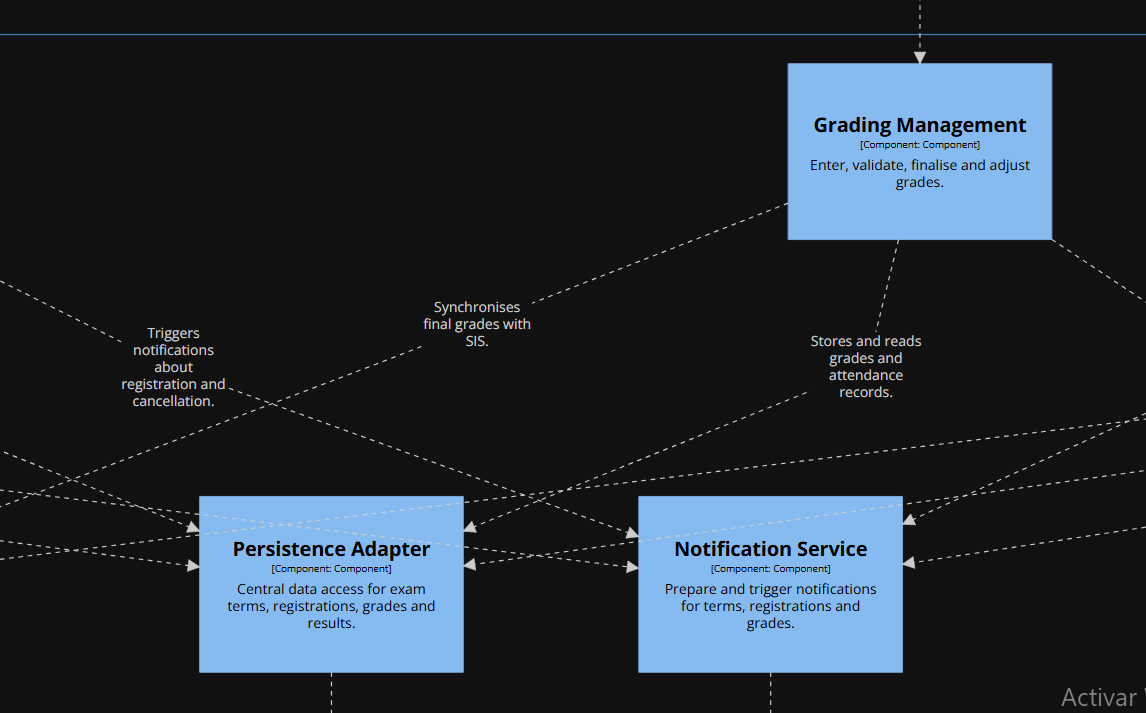 Grading Management
[Component: Component]
Enter, validate, finalise and adjust
grades.
Synchronises
final grades with
SIS.
Triggers
notifications
about
registration and
cancellation.
Stores and reads
grades and
attendance
records.
Persistence Adapter
[Component: Component]
Central data access for exam
terms, registrations, grades and
results.
Notification Service
[Component: Component]
Prepare and trigger notifications
for terms, registrations and
grades.
Activar